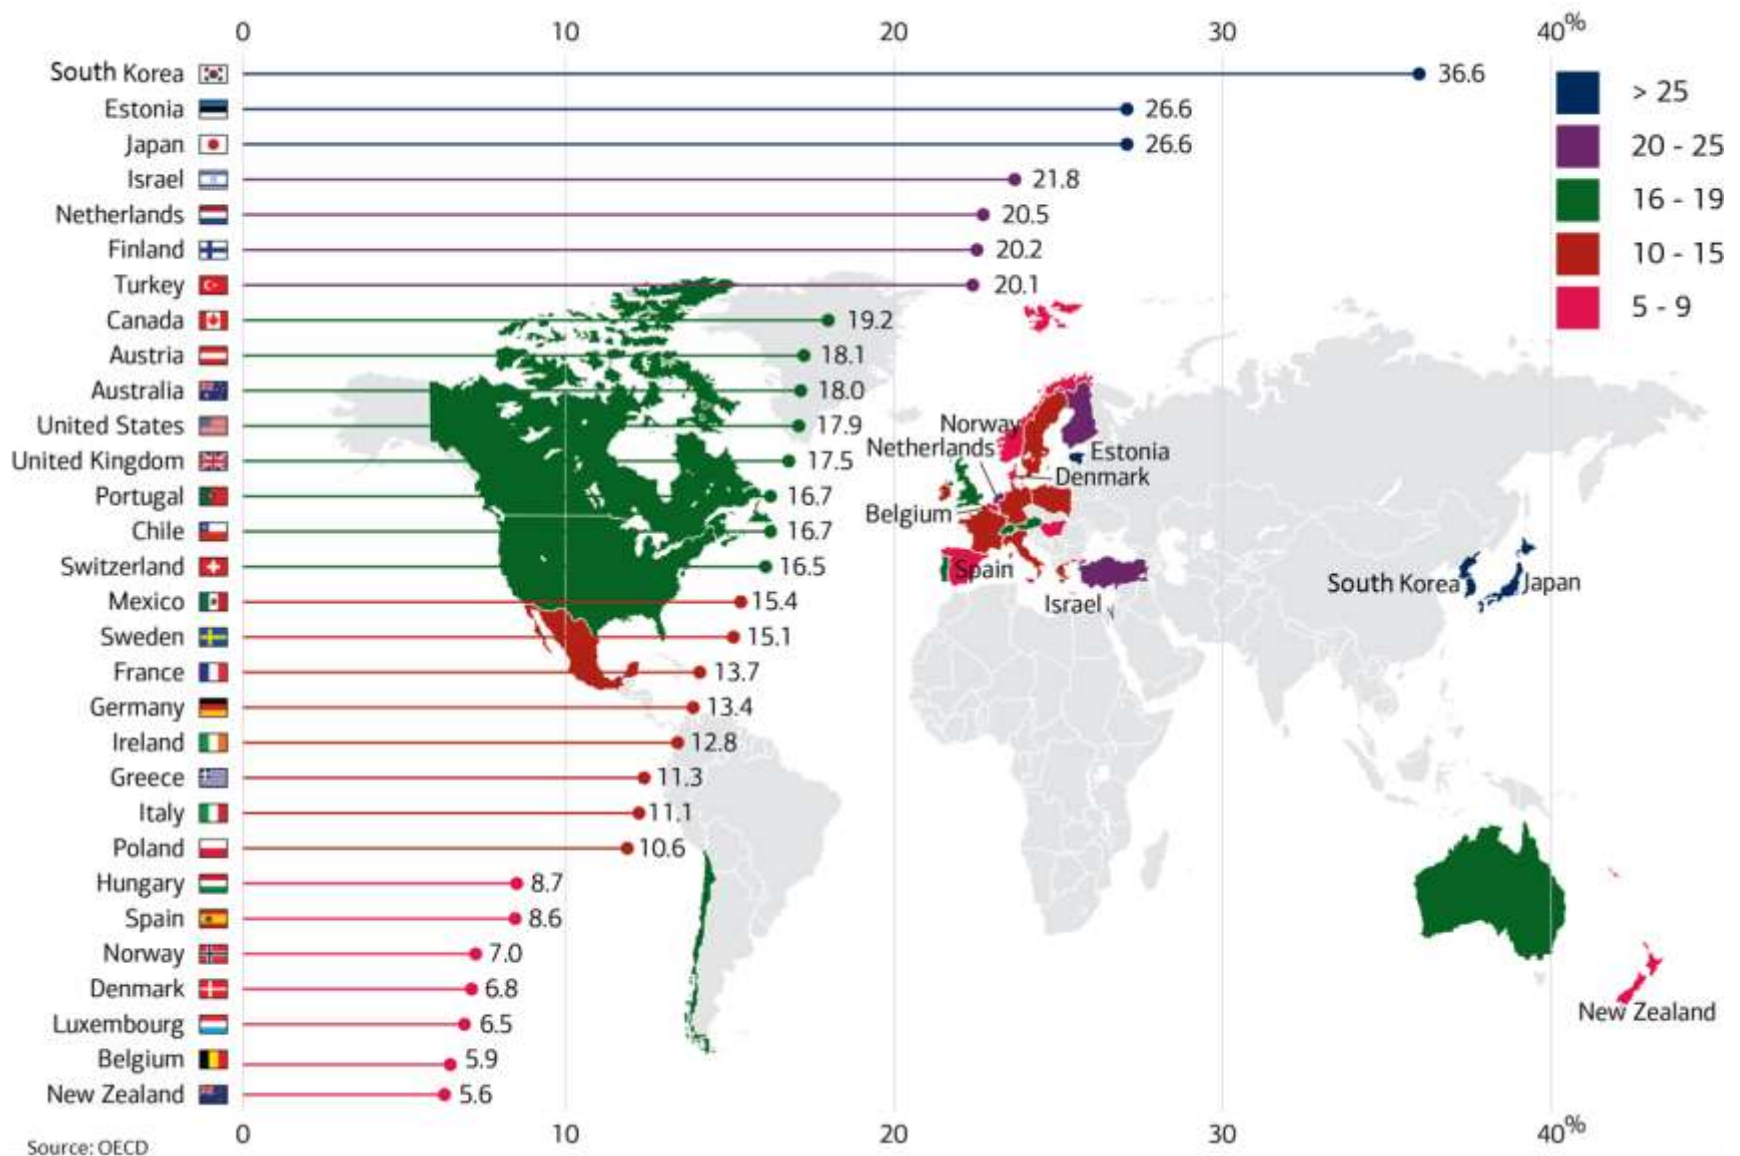 0 10 20 30 40%
South Korea 36.6
Estonia 26.6
Japan 26.6
Israel 21.8
Netherlands 20.5
Finland 20.2
Turkey 20.1
Canada 19.2
Austria 18.1
Australia 18.0
United States 17.9
United Kingdom 17.5
Portugal 16.7
Chile 16.7
Switzerland 16.5
Mexico 15.4
Sweden 15.1
France 13.7
Germany 13.4
Ireland 12.8
Greece 11.3
Italy 11.1
Poland 10.6
Hungary 8.7
Spain 8.6
Norway 7.0
Denmark 6.8
Luxembourg 6.5
Belgium 5.9
New Zealand 5.6
0 10 20 30 40%
> 25
20 - 25
16 - 19
10 - 15
5 - 9
Norway
Netherlands
Estonia
Denmark
Belgium
Spain
Israel
South Korea
Japan
New Zealand
Source: OECD